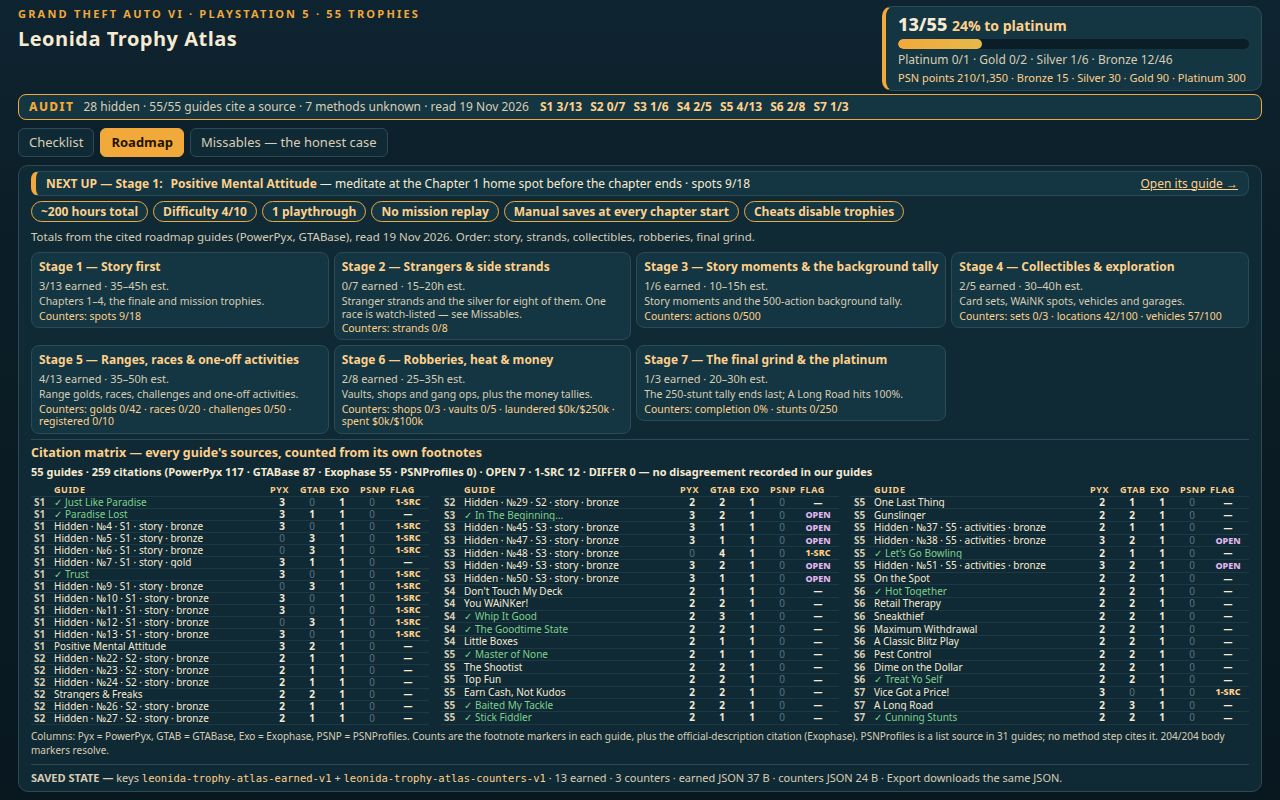 GRAND THEFT AUTO VI · PLAYSTATION 5 · 55 TROPHIES
Leonida Trophy Atlas
13/55 24% to platinum
Platinum 0/1 · Gold 0/2 · Silver 1/6 · Bronze 12/46
PSN points 210/1,350 · Bronze 15 · Silver 30 · Gold 90 · Platinum 300
AUDIT 28 hidden · 55/55 guides cite a source · 7 methods unknown · read 19 Nov 2026 S1 3/13 S2 0/7 S3 1/6 S4 2/5 S5 4/13 S6 2/8 S7 1/3
Checklist
Roadmap
Missables — the honest case
NEXT UP — Stage 1: Positive Mental Attitude — meditate at the Chapter 1 home spot before the chapter ends · spots 9/18
Open its guide →
~200 hours total
Difficulty 4/10
1 playthrough
No mission replay
Manual saves at every chapter start
Cheats disable trophies
Totals from the cited roadmap guides (PowerPyx, GTABase), read 19 Nov 2026. Order: story, strands, collectibles, robberies, final grind.
Stage 1 — Story first
3/13 earned · 35–45h est.
Chapters 1–4, the finale and mission trophies.
Counters: spots 9/18
Stage 2 — Strangers & side strands
0/7 earned · 15–20h est.
Stranger strands and the silver for eight of them. One
race is watch-listed — see Missables.
Counters: strands 0/8
Stage 3 — Story moments & the background tally
1/6 earned · 10–15h est.
Story moments and the 500-action background tally.
Counters: actions 0/500
Stage 4 — Collectibles & exploration
2/5 earned · 30–40h est.
Card sets, WAiNK spots, vehicles and garages.
Counters: sets 0/3 · locations 42/100 · vehicles 57/100
Stage 5 — Ranges, races & one-off activities
4/13 earned · 35–50h est.
Range golds, races, challenges and one-off activities.
Counters: golds 0/42 · races 0/20 · challenges 0/50 ·
registered 0/10
Stage 6 — Robberies, heat & money
2/8 earned · 25–35h est.
Vaults, shops and gang ops, plus the money tallies.
Counters: shops 0/3 · vaults 0/5 · laundered $0k/$250k ·
spent $0k/$100k
Stage 7 — The final grind & the platinum
1/3 earned · 20–30h est.
The 250-stunt tally ends last; A Long Road hits 100%.
Counters: completion 0% · stunts 0/250
Citation matrix — every guide's sources, counted from its own footnotes
55 guides · 259 citations (PowerPyx 117 · GTABase 87 · Exophase 55 · PSNProfiles 0) · OPEN 7 · 1-SRC 12 · DIFFER 0 — no disagreement recorded in our guides
GUIDE PYX GTAB EXO PSNP FLAG
S1 ✓ Just Like Paradise 3 0 1 0 1-SRC
S1 ✓ Paradise Lost 3 1 1 0 —
S1 Hidden · №4 · S1 · story · bronze 3 0 1 0 1-SRC
S1 Hidden · №5 · S1 · story · bronze 0 3 1 0 1-SRC
S1 Hidden · №6 · S1 · story · bronze 0 3 1 0 1-SRC
S1 Hidden · №7 · S1 · story · gold 3 1 1 0 —
S1 ✓ Trust 3 0 1 0 1-SRC
S1 Hidden · №9 · S1 · story · bronze 0 3 1 0 1-SRC
S1 Hidden · №10 · S1 · story · bronze 3 0 1 0 1-SRC
S1 Hidden · №11 · S1 · story · bronze 3 0 1 0 1-SRC
S1 Hidden · №12 · S1 · story · bronze 0 3 1 0 1-SRC
S1 Hidden · №13 · S1 · story · bronze 3 0 1 0 1-SRC
S1 Positive Mental Attitude 3 2 1 0 —
S2 Hidden · №22 · S2 · story · bronze 2 1 1 0 —
S2 Hidden · №23 · S2 · story · bronze 2 1 1 0 —
S2 Hidden · №24 · S2 · story · bronze 2 1 1 0 —
S2 Strangers & Freaks 2 2 1 0 —
S2 Hidden · №26 · S2 · story · bronze 2 1 1 0 —
S2 Hidden · №27 · S2 · story · bronze 2 1 1 0 —
GUIDE PYX GTAB EXO PSNP FLAG
S2 Hidden · №29 · S2 · story · bronze 2 2 1 0 —
S3 ✓ In The Beginning... 3 2 1 0 OPEN
S3 Hidden · №45 · S3 · story · bronze 3 1 1 0 OPEN
S3 Hidden · №47 · S3 · story · bronze 3 1 1 0 OPEN
S3 Hidden · №48 · S3 · story · bronze 0 4 1 0 1-SRC
S3 Hidden · №49 · S3 · story · bronze 3 2 1 0 OPEN
S3 Hidden · №50 · S3 · story · bronze 3 1 1 0 OPEN
S4 Don't Touch My Deck 2 1 1 0 —
S4 You WAiNKer! 2 2 1 0 —
S4 ✓ Whip It Good 2 3 1 0 —
S4 ✓ The Goodtime State 2 2 1 0 —
S4 Little Boxes 2 1 1 0 —
S5 ✓ Master of None 2 1 1 0 —
S5 The Shootist 2 2 1 0 —
S5 Top Fun 2 2 1 0 —
S5 Earn Cash, Not Kudos 2 2 1 0 —
S5 ✓ Baited My Tackle 2 2 1 0 —
S5 ✓ Stick Fiddler 2 1 1 0 —
GUIDE PYX GTAB EXO PSNP FLAG
S5 One Last Thing 2 1 1 0 —
S5 Gunslinger 2 2 1 0 —
S5 Hidden · №37 · S5 · activities · bronze 2 1 1 0 —
S5 Hidden · №38 · S5 · activities · bronze 3 2 1 0 OPEN
S5 ✓ Let's Go Bowling 2 1 1 0 —
S5 Hidden · №51 · S5 · activities · bronze 3 2 1 0 OPEN
S5 On the Spot 2 2 1 0 —
S6 ✓ Hot Together 2 2 1 0 —
S6 Retail Therapy 2 2 1 0 —
S6 Sneakthief 2 2 1 0 —
S6 Maximum Withdrawal 2 2 1 0 —
S6 A Classic Blitz Play 2 2 1 0 —
S6 Pest Control 2 2 1 0 —
S6 Dime on the Dollar 2 2 1 0 —
S6 ✓ Treat Yo Self 2 2 1 0 —
S7 Vice Got a Price! 3 0 1 0 1-SRC
S7 A Long Road 2 3 1 0 —
S7 ✓ Cunning Stunts 2 2 1 0 —
Columns: Pyx = PowerPyx, GTAB = GTABase, Exo = Exophase, PSNP = PSNProfiles. Counts are the footnote markers in each guide, plus the official-description citation (Exophase). PSNProfiles is a list source in 31 guides; no method step cites it. 204/204 body
markers resolve.
SAVED STATE — keys leonida-trophy-atlas-earned-v1 + leonida-trophy-atlas-counters-v1 · 13 earned · 3 counters · earned JSON 37 B · counters JSON 24 B · Export downloads the same JSON.